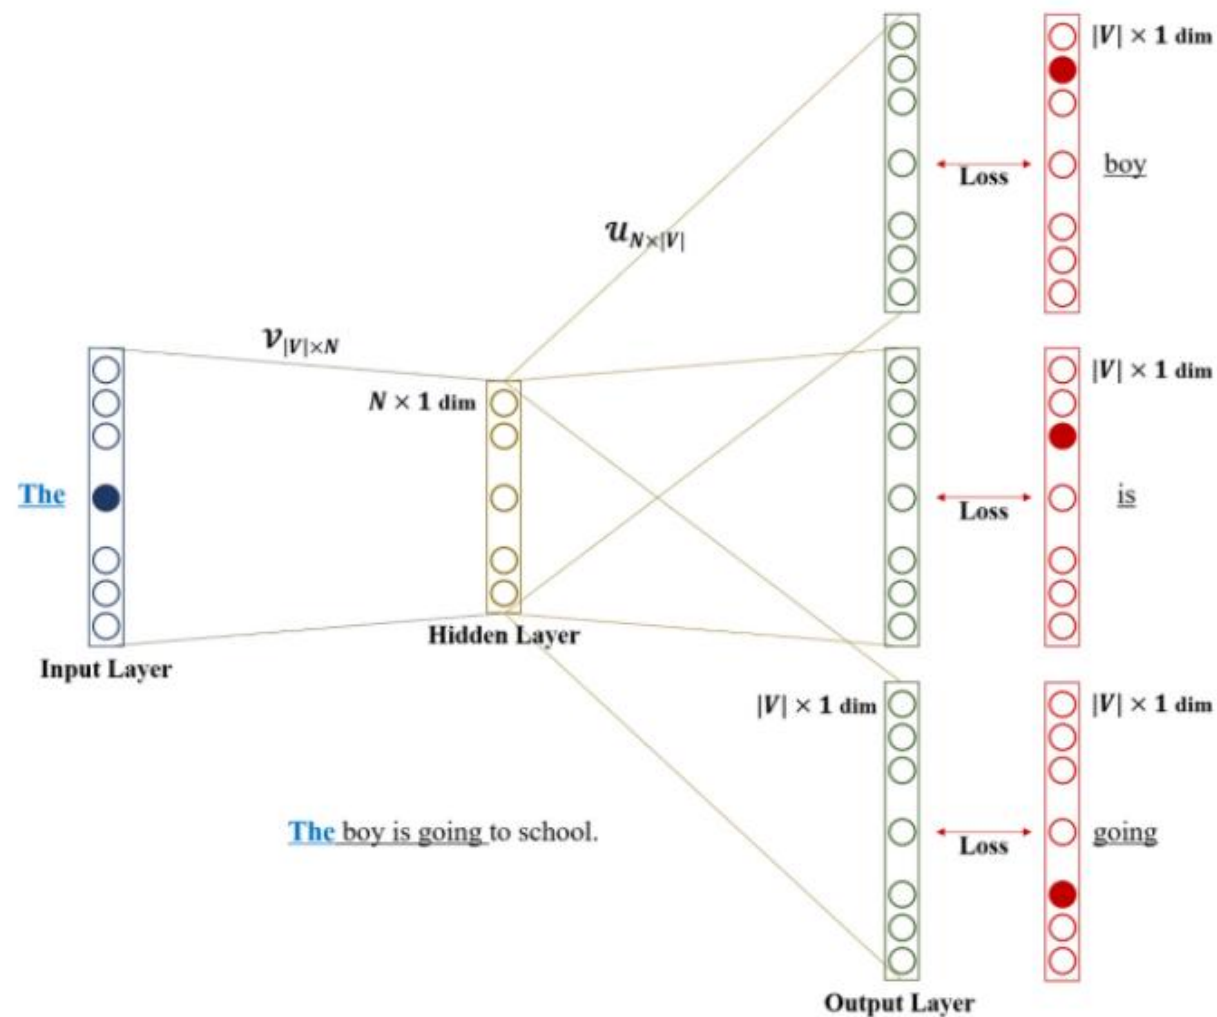 |V| × 1 dim
boy
Loss
𝒰_{N×|V|}
𝒱_{|V|×N}
|V| × 1 dim
N × 1 dim
The
is
Loss
Hidden Layer
Input Layer
|V| × 1 dim
|V| × 1 dim
The boy is going to school.
going
Loss
Output Layer